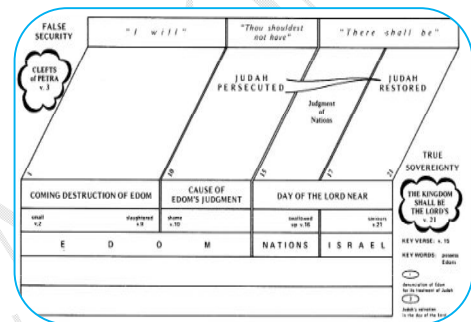 FALSE
SECURITY
"I will"
"Thou shouldest
not have"
"There shall be"
CLEFTS
of PETRA
v. 3
JUDAH
PERSECUTED
JUDAH
RESTORED
Judgment
of
Nations
1
10
15
17
21
TRUE
SOVEREIGNTY
COMING DESTRUCTION OF EDOM
CAUSE OF
EDOM'S JUDGMENT
DAY OF THE LORD NEAR
THE KINGDOM
SHALL BE
THE LORD'S
v. 21
small
v.2
slaughtered
v.9
shame
v.10
swallowed
up v.16
saviours
v.21
E D O M
NATIONS
ISRAEL
KEY VERSE: v. 15
KEY WORDS:
Edom
1
denunciation of Edom
for its treatment of Judah
2
Judah's salvation
in the day of the Lord